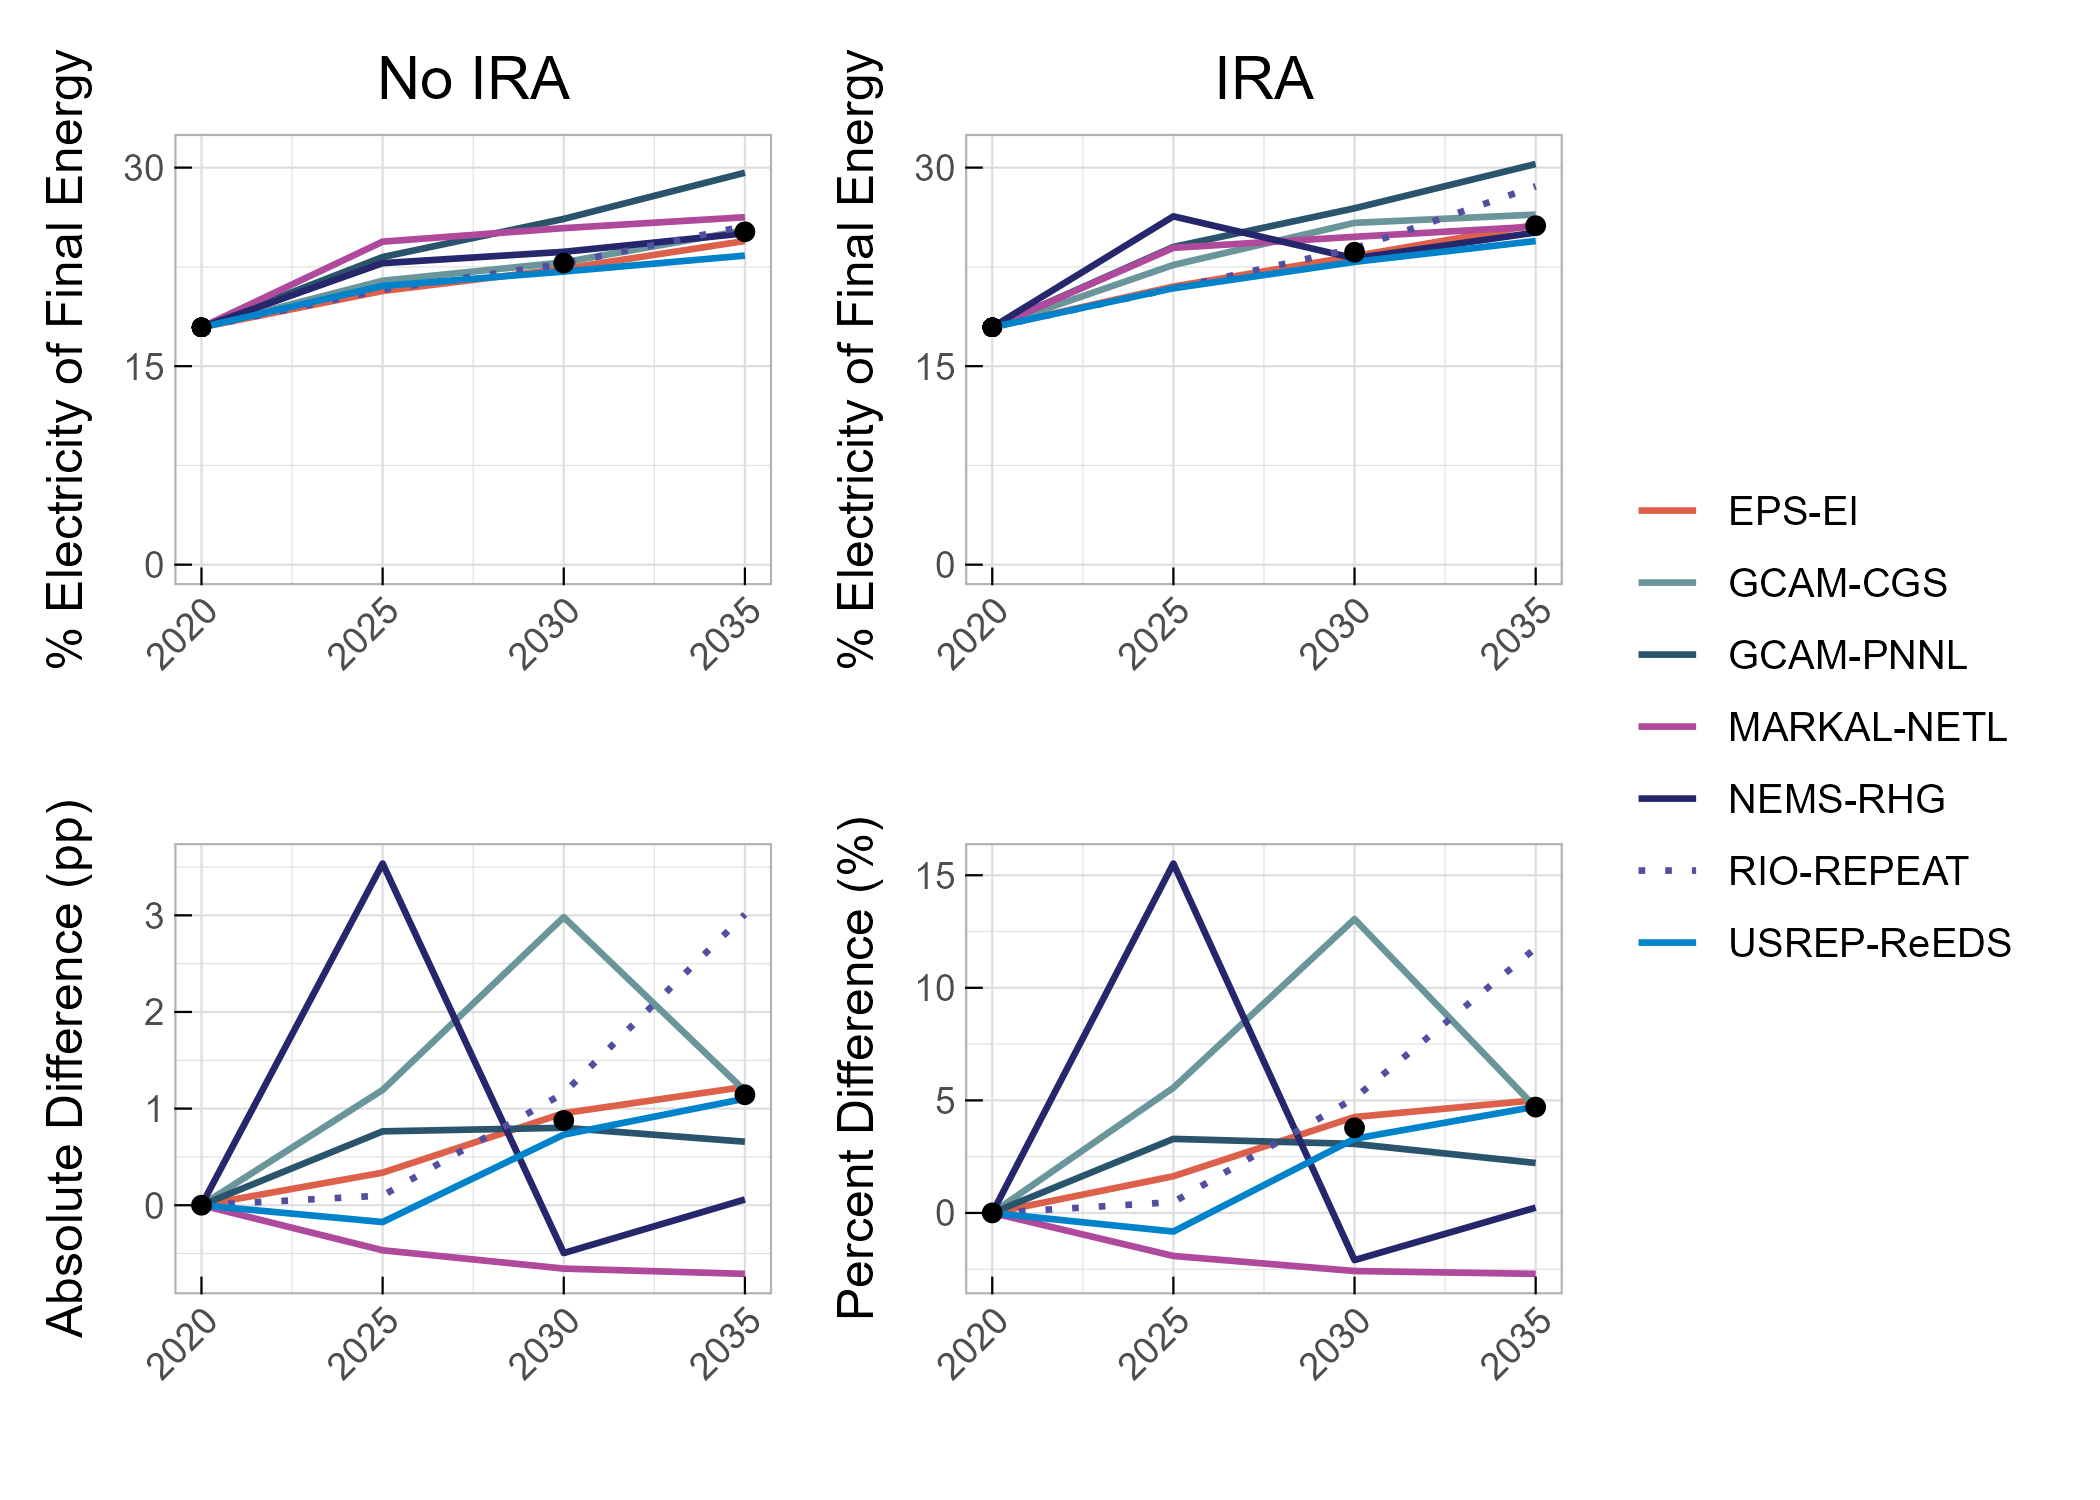 No IRA
IRA
% Electricity of Final Energy
30
15
0
2020
2025
2030
2035
% Electricity of Final Energy
30
15
0
2020
2025
2030
2035
EPS-EI
GCAM-CGS
GCAM-PNNL
MARKAL-NETL
NEMS-RHG
RIO-REPEAT
USREP-ReEDS
Absolute Difference (pp)
3
2
1
0
2020
2025
2030
2035
Percent Difference (%)
15
10
5
0
2020
2025
2030
2035